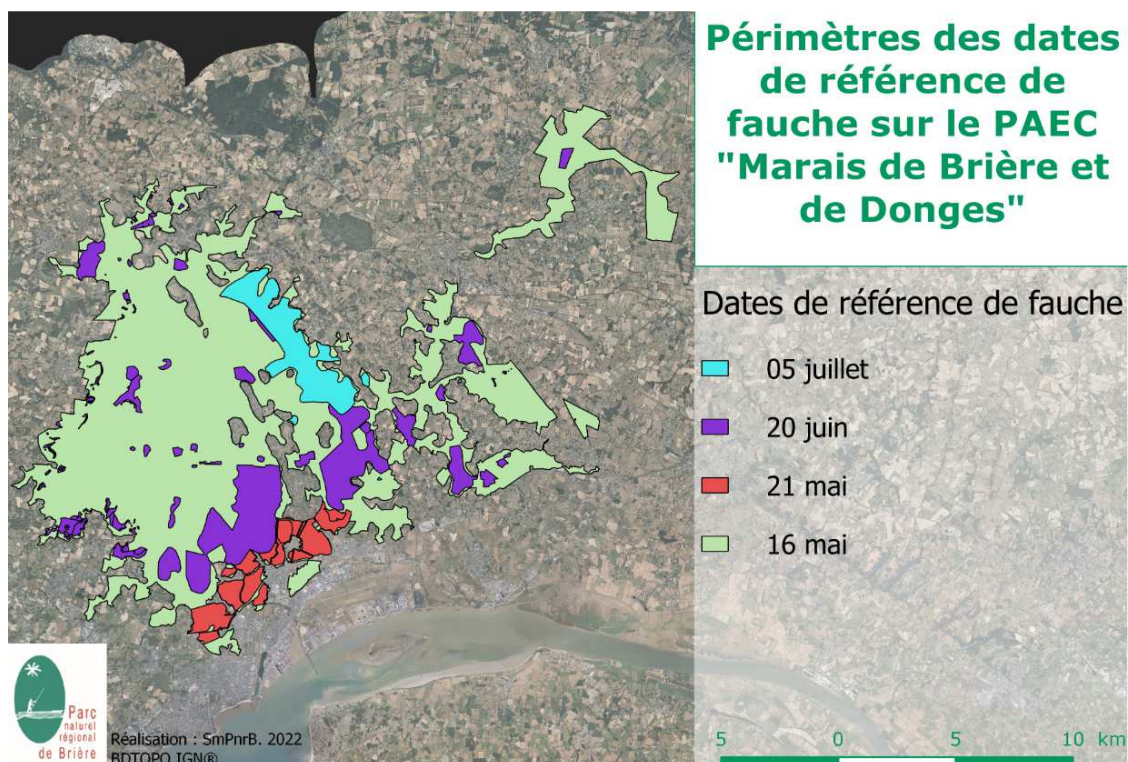 Périmètres des dates
de référence de
fauche sur le PAEC
"Marais de Brière et
de Donges"
Dates de référence de fauche
05 juillet
20 juin
21 mai
16 mai
Parc
naturel
régional
de Brière
Réalisation : SmPnrB. 2022
BDTOPO IGN®
5 0 5 10 km